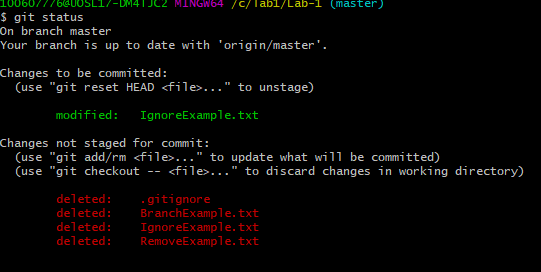 100607776@UOSL17-DM4TJC2 MINGW64 /c/Tab1/Lab-1 (master)
$ git status
On branch master
Your branch is up to date with 'origin/master'.
Changes to be committed:
(use "git reset HEAD <file>..." to unstage)
modified: IgnoreExample.txt
Changes not staged for commit:
(use "git add/rm <file>..." to update what will be committed)
(use "git checkout -- <file>..." to discard changes in working directory)
deleted: .gitignore
deleted: BranchExample.txt
deleted: IgnoreExample.txt
deleted: RemoveExample.txt